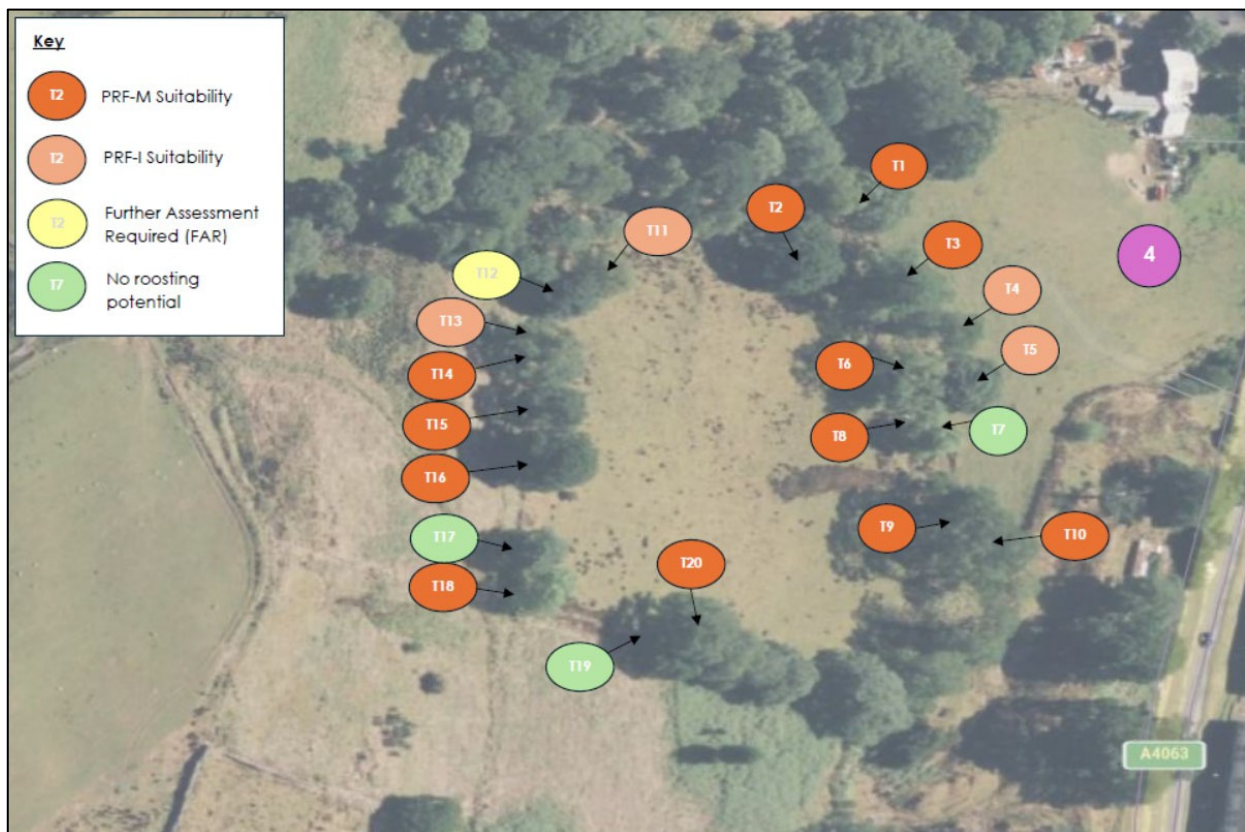 Key
T2 PRF-M Suitability
T2 PRF-I Suitability
T2 Further Assessment
Required (FAR)
T7 No roosting
potential
T1
T2
T11
T3
4
T12
T4
T13
T5
T6
T14
T15
T8
T7
T16
T9
T10
T17
T20
T18
T19
A4063